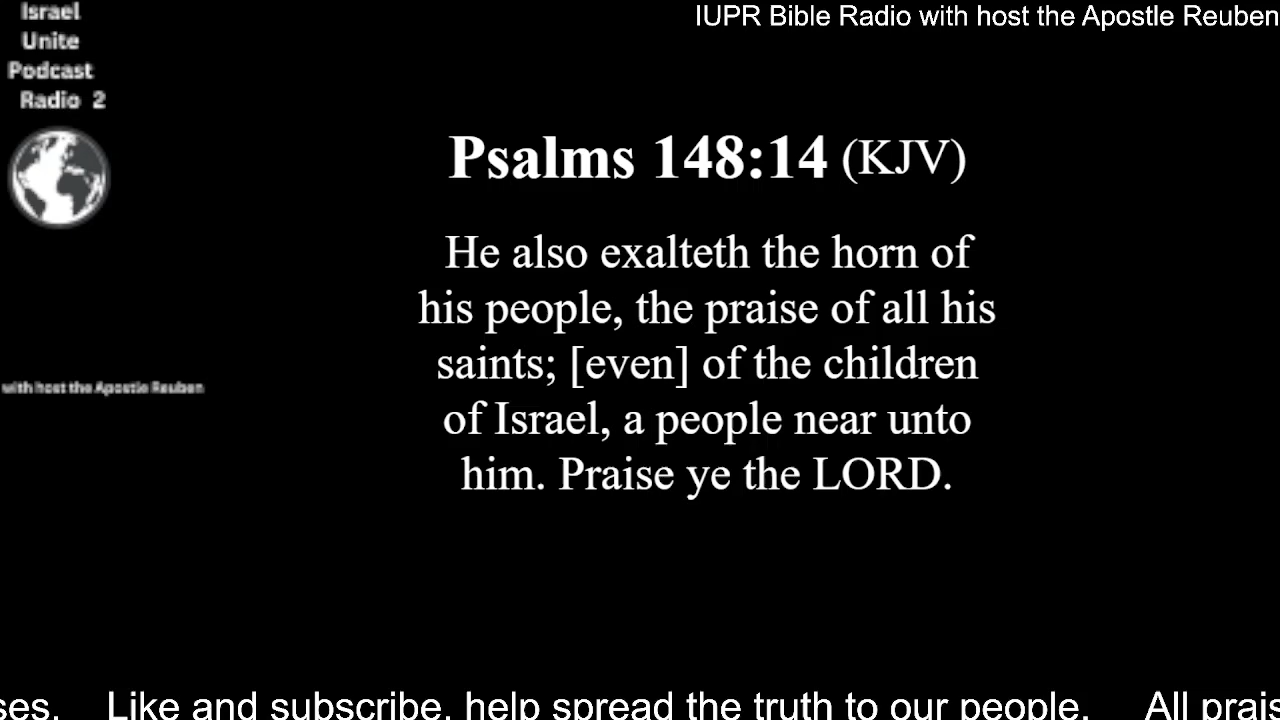 Israel
Unite
Podcast
Radio 2
IUPR Bible Radio with host the Apostle Reuben
Psalms 148:14 (KJV)
He also exalteth the horn of
his people, the praise of all his
saints; [even] of the children
of Israel, a people near unto
him. Praise ye the LORD.
with host the Apostle Reuben
ses. Like and subscribe, help spread the truth to our people. All prais